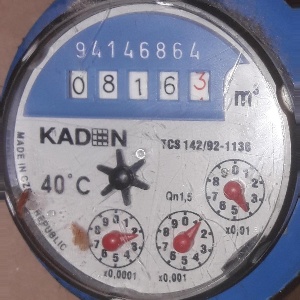 94146864
08163
m³
KADEN
TCS 142/92-1136
MADE IN CZECH REPUBLIC
40°C
Qn1,5
x0,01
x0,0001
x0,001